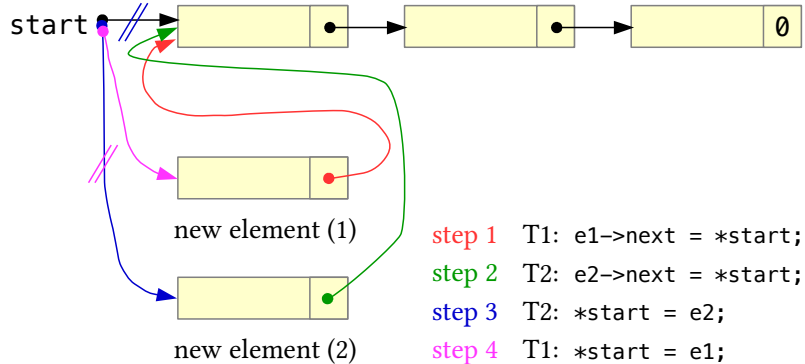 start
0
new element (1)
step 1 T1: e1->next = *start;
step 2 T2: e2->next = *start;
step 3 T2: *start = e2;
new element (2)
step 4 T1: *start = e1;